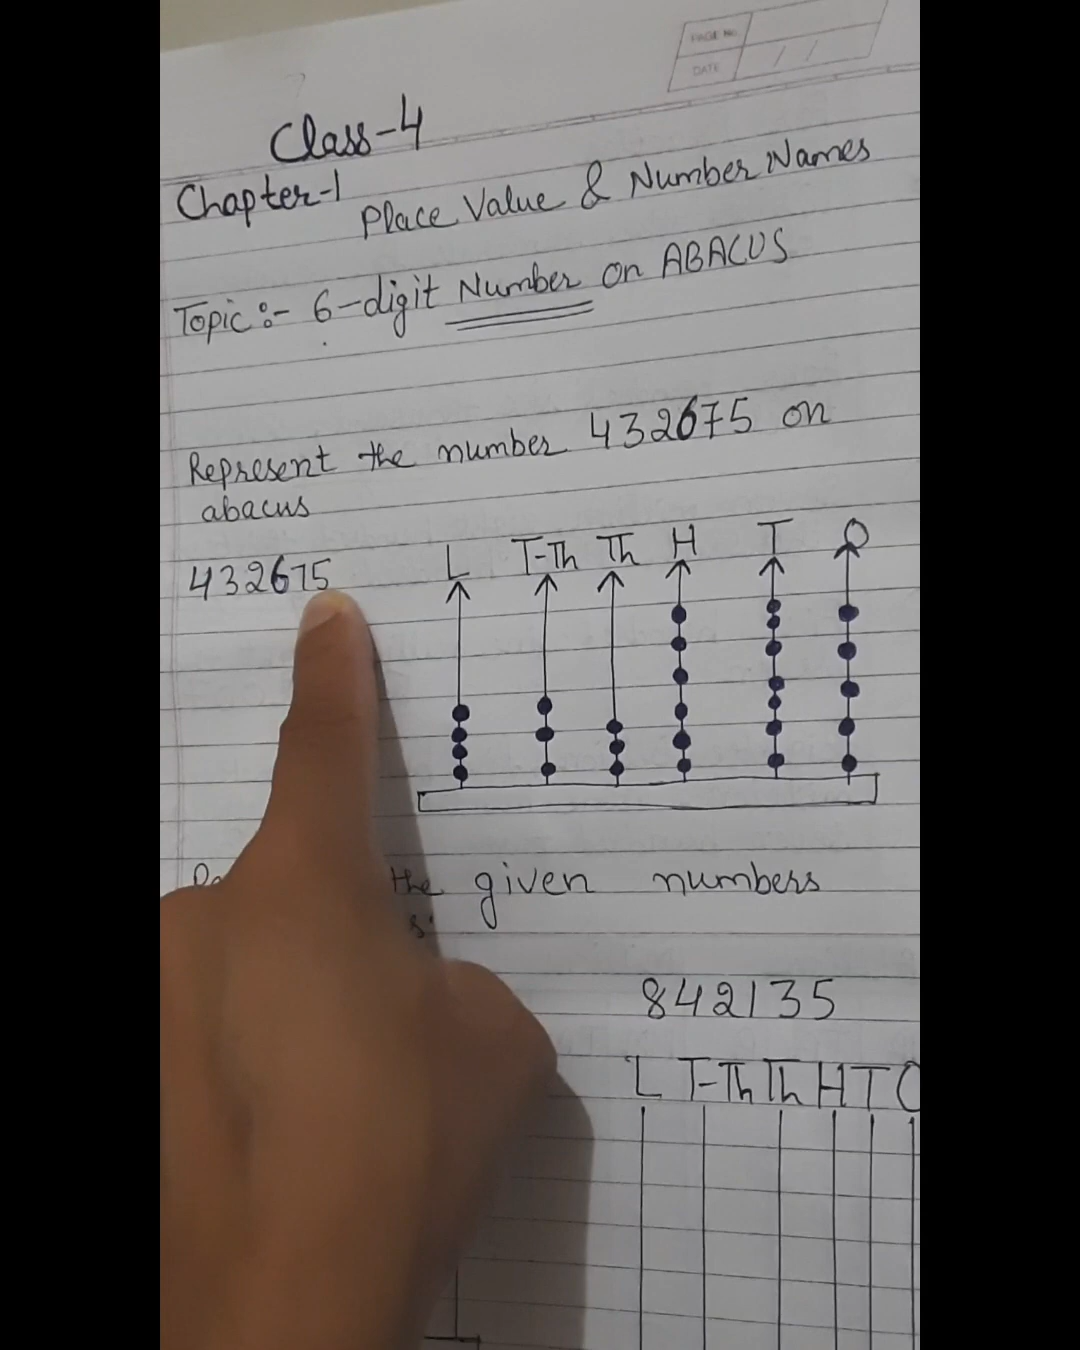 PAGE No.
DATE / /
Class-4
Chapter-1
Place Value & Number Names
Topic :- 6-digit Number on ABACUS
Represent the number 432675 on
abacus
432675
L T-Th Th H T O
the given numbers
842135
L T-Th Th H T O